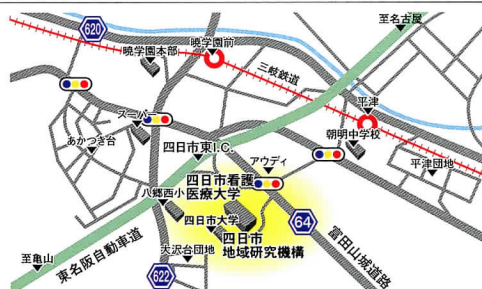 至名古屋
620
暁学園本部
暁学園前
三岐鉄道
平津
スーパー
朝明中学校
あかつき台
四日市東I.C.
アウディ
平津団地
四日市看護
医療大学
八郷西小
四日市大学
四日市
地域研究機構
64
富田山城道路
大沢台団地
至亀山
東名阪自動車道
622